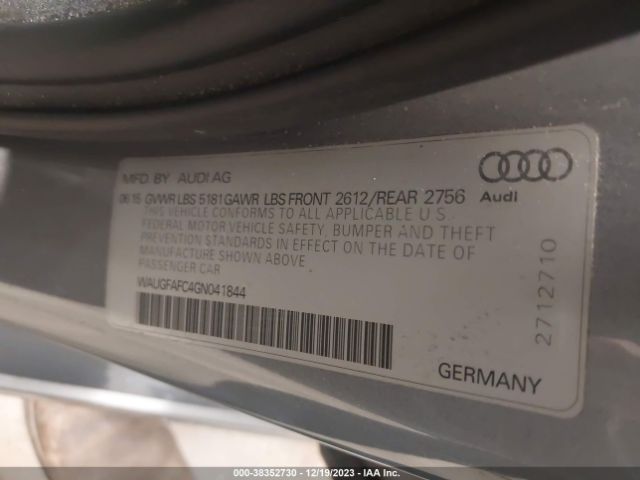 MFD. BY AUDI AG
06 15 GVWR LBS 5181 GAWR LBS FRONT 2612/REAR 2756
THIS VEHICLE CONFORMS TO ALL APPLICABLE U.S.
FEDERAL MOTOR VEHICLE SAFETY, BUMPER AND THEFT
PREVENTION STANDARDS IN EFFECT ON THE DATE OF
MANUFACTURE SHOWN ABOVE
PASSENGER CAR
WAUGFAFC4GN041844
Audi
2712710
GERMANY
000-38352730 - 12/19/2023 - IAA Inc.